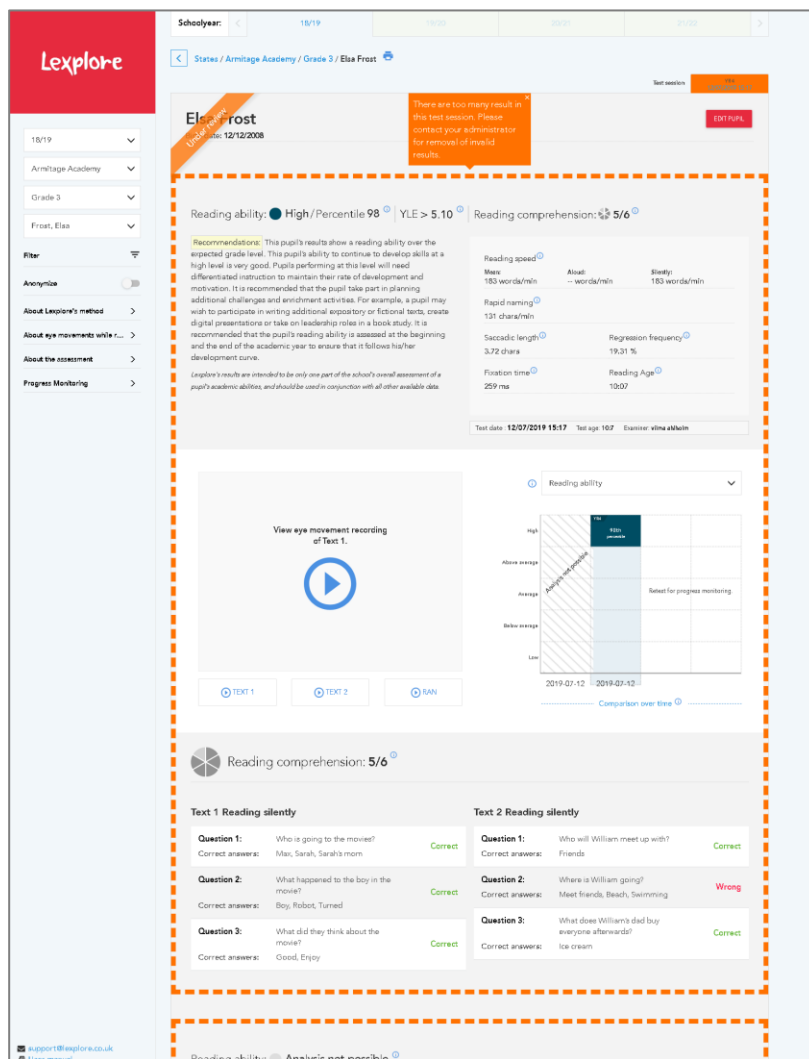 Schoolyear:
18/19
19/20
20/21
21/22
Lexplore
States / Armitage Academy / Grade 3 / Elsa Frost
Test session
Under review
Elsa Frost
date: 12/12/2008
There are too many result in
this test session. Please
contact your administrator
for removal of invalid
results.
EDIT PUPIL
18/19
Armitage Academy
Grade 3
Frost, Elsa
Filter
Anonymize
About Lexplore's method
About eye movements while r...
About the assessment
Progress Monitoring
Reading ability: High / Percentile 98 | YLE > 5.10 | Reading comprehension: 5/6
Recommendations: This pupil's results show a reading ability over the
expected grade level. This pupil's ability to continue to develop skills at a
high level is very good. Pupils performing at this level will need
differentiated instruction to maintain their rate of development and
motivation. It is recommended that the pupil take part in planning
additional challenges and enrichment activities. For example, a pupil may
wish to participate in writing additional expository or fictional texts, create
digital presentations or take on leadership roles in a book study. It is
recommended that the pupil's reading ability is assessed at the beginning
and the end of the academic year to ensure that it follows his/her
development curve.
Lexplore's results are intended to be only one part of the school's overall assessment of a
pupil's academic abilities, and should be used in conjunction with all other available data.
Reading speed
Mean: Aloud: Silently:
183 words/min -- words/min 183 words/min
Rapid naming
131 chars/min
Saccadic length Regression frequency
3.72 chars 19.31 %
Fixation time Reading Age
259 ms 10:07
Test date : 12/07/2019 15:17 Test age: 10:7 Examiner: vilma ahlholm
View eye movement recording
of Text 1.
TEXT 1
TEXT 2
RAN
Reading ability
High
Above average
Average
Below average
Low
Analysis not possible
percentile
Retest for progress monitoring
2019-07-12
2019-07-12
Comparison over time
Reading comprehension: 5/6
Text 1 Reading silently
Question 1: Who is going to the movies?
Correct answers: Max, Sarah, Sarah's mom
Correct
Question 2: What happened to the boy in the
movie?
Correct answers: Boy, Robot, Turned
Correct
Question 3: What did they think about the
movie?
Correct answers: Good, Enjoy
Correct
Text 2 Reading silently
Question 1: Who will William meet up with?
Correct answers: Friends
Correct
Question 2: Where is William going?
Correct answers: Meet friends, Beach, Swimming
Wrong
Question 3: What does William's dad buy
everyone afterwards?
Correct answers: Ice cream
Correct
support@lexplore.co.uk
Reading ability: Analysis not possible